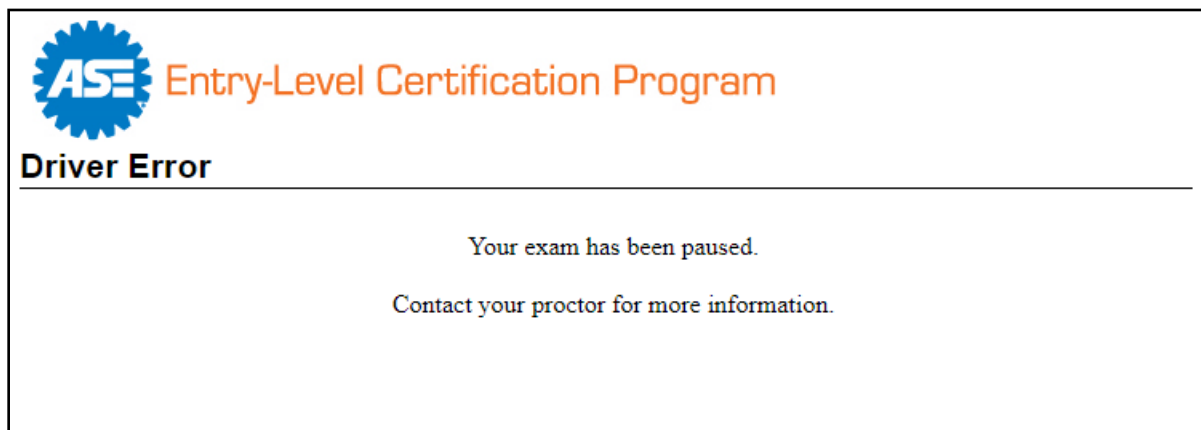 ASE Entry-Level Certification Program
Driver Error
Your exam has been paused.
Contact your proctor for more information.